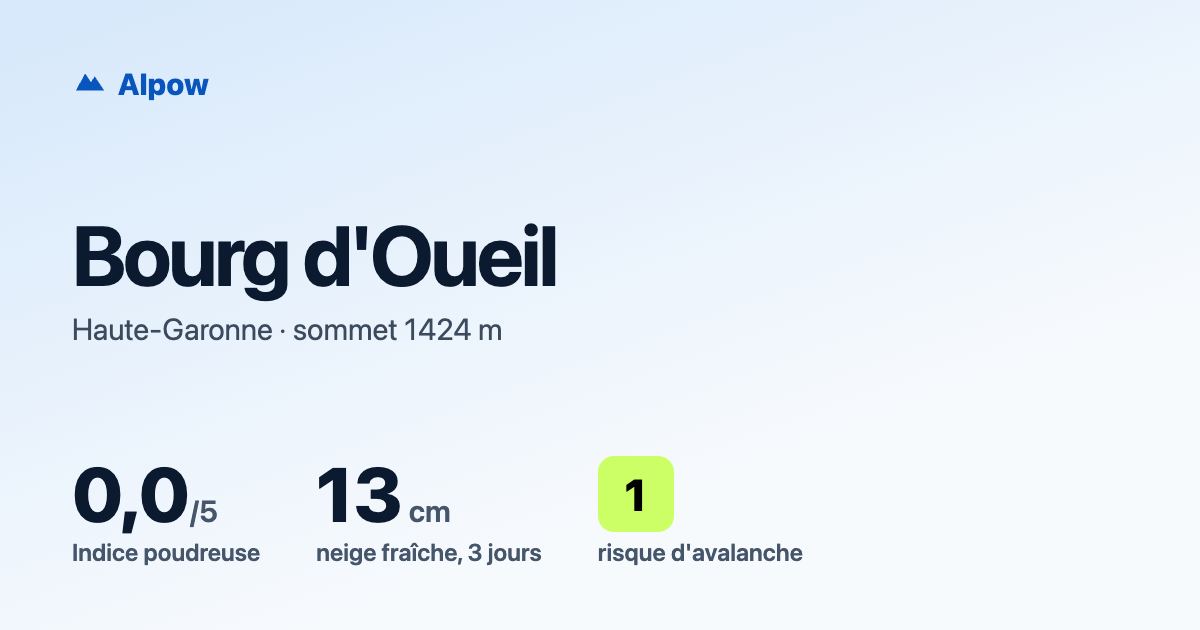 Alpow
Bourg d'Oueil
Haute-Garonne · sommet 1424 m
0,0/5
Indice poudreuse
13 cm
neige fraîche, 3 jours
1
risque d'avalanche